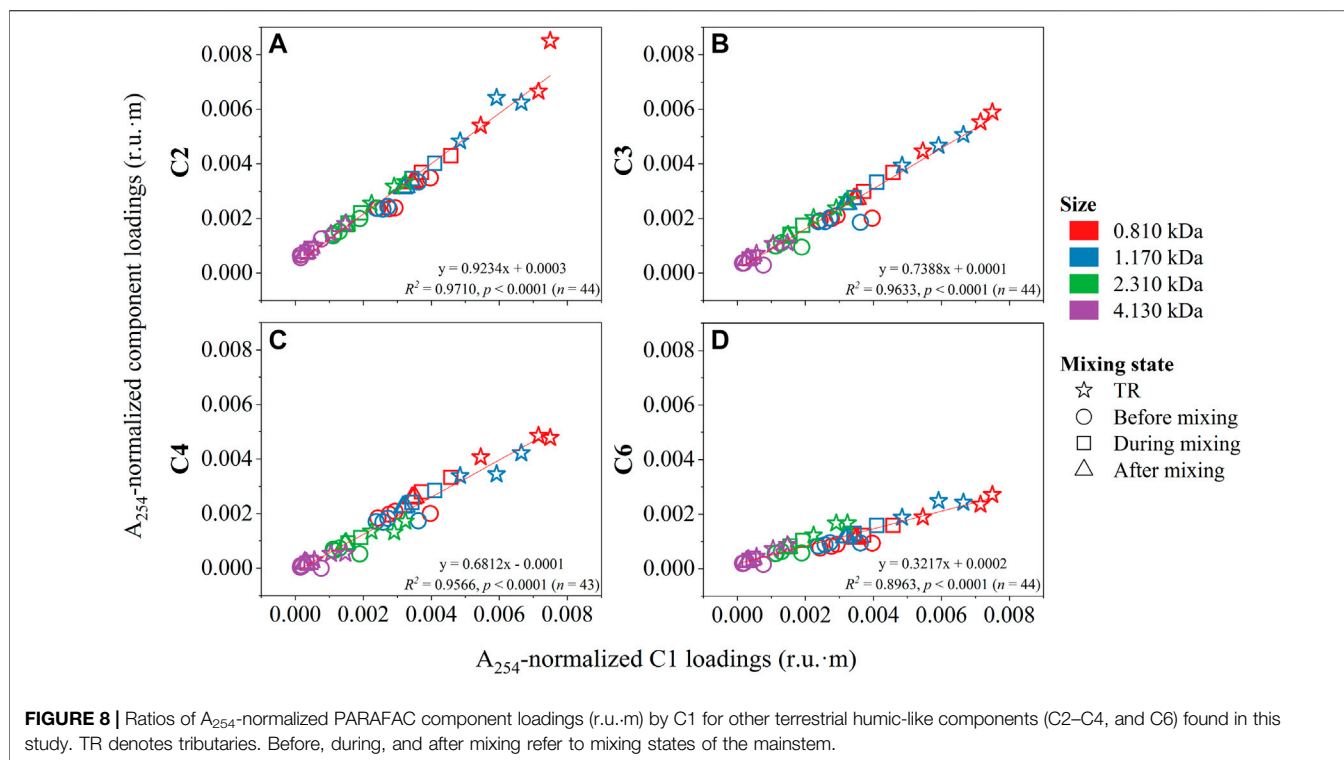 A
0.008
0.006
0.004
0.002
0.000
C2
y = 0.9234x + 0.0003
R² = 0.9710, p < 0.0001 (n = 44)
B
0.008
0.006
0.004
0.002
0.000
C3
y = 0.7388x + 0.0001
R² = 0.9633, p < 0.0001 (n = 44)
C
0.008
0.006
0.004
0.002
0.000
C4
y = 0.6812x - 0.0001
R² = 0.9566, p < 0.0001 (n = 43)
0.000 0.002 0.004 0.006 0.008
D
0.008
0.006
0.004
0.002
0.000
C6
y = 0.3217x + 0.0002
R² = 0.8963, p < 0.0001 (n = 44)
0.000 0.002 0.004 0.006 0.008
A₂₅₄-normalized component loadings (r.u.·m)
A₂₅₄-normalized C1 loadings (r.u.·m)
Size
0.810 kDa
1.170 kDa
2.310 kDa
4.130 kDa
Mixing state
TR
Before mixing
During mixing
After mixing
FIGURE 8 | Ratios of A₂₅₄-normalized PARAFAC component loadings (r.u.·m) by C1 for other terrestrial humic-like components (C2–C4, and C6) found in this
study. TR denotes tributaries. Before, during, and after mixing refer to mixing states of the mainstem.